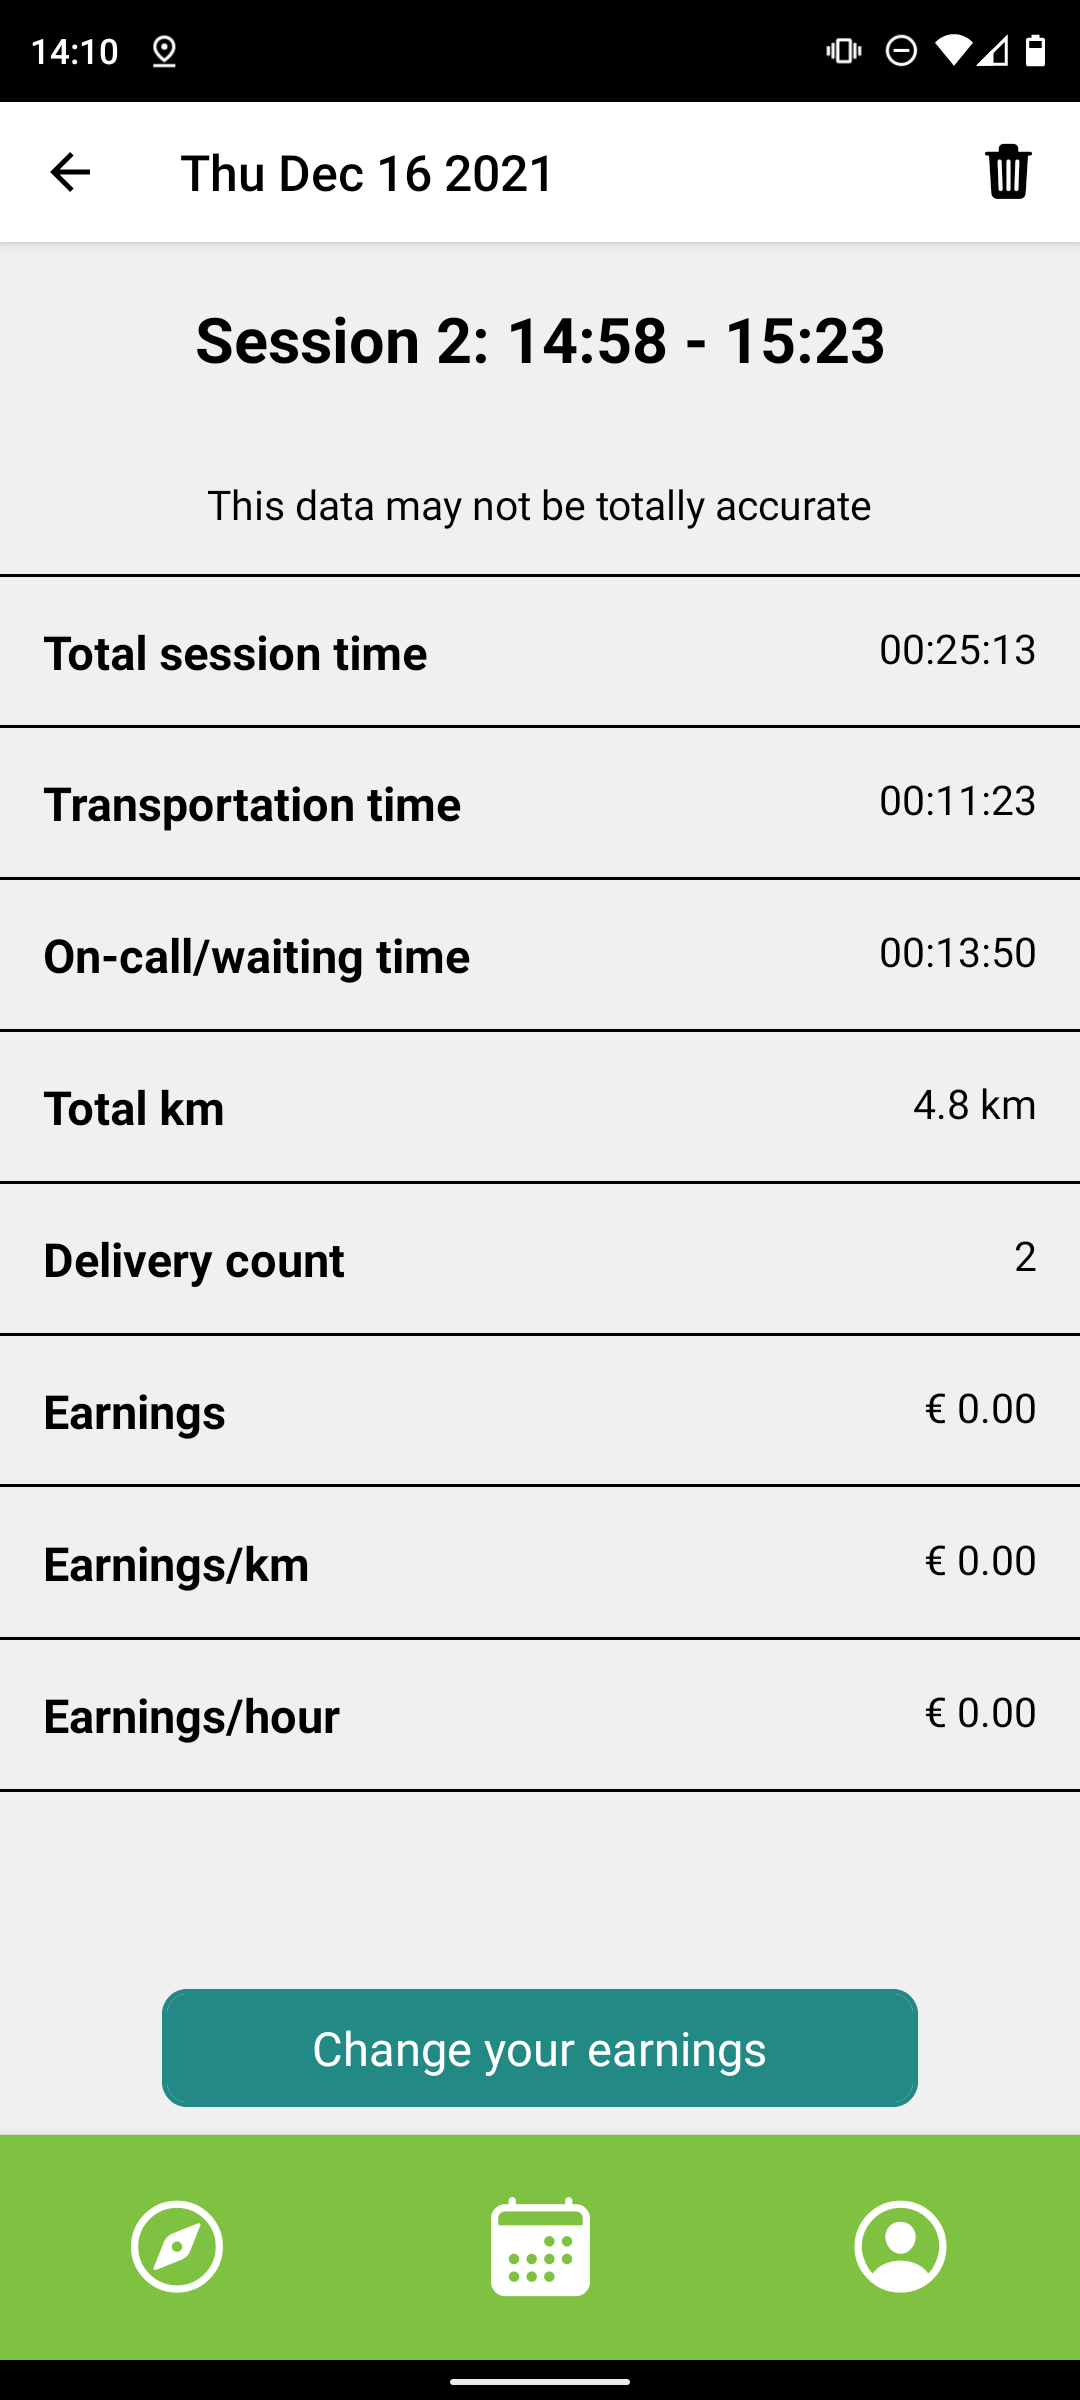 14:10
Thu Dec 16 2021
Session 2: 14:58 - 15:23
This data may not be totally accurate
Total session time 00:25:13
Transportation time 00:11:23
On-call/waiting time 00:13:50
Total km 4.8 km
Delivery count 2
Earnings € 0.00
Earnings/km € 0.00
Earnings/hour € 0.00
Change your earnings